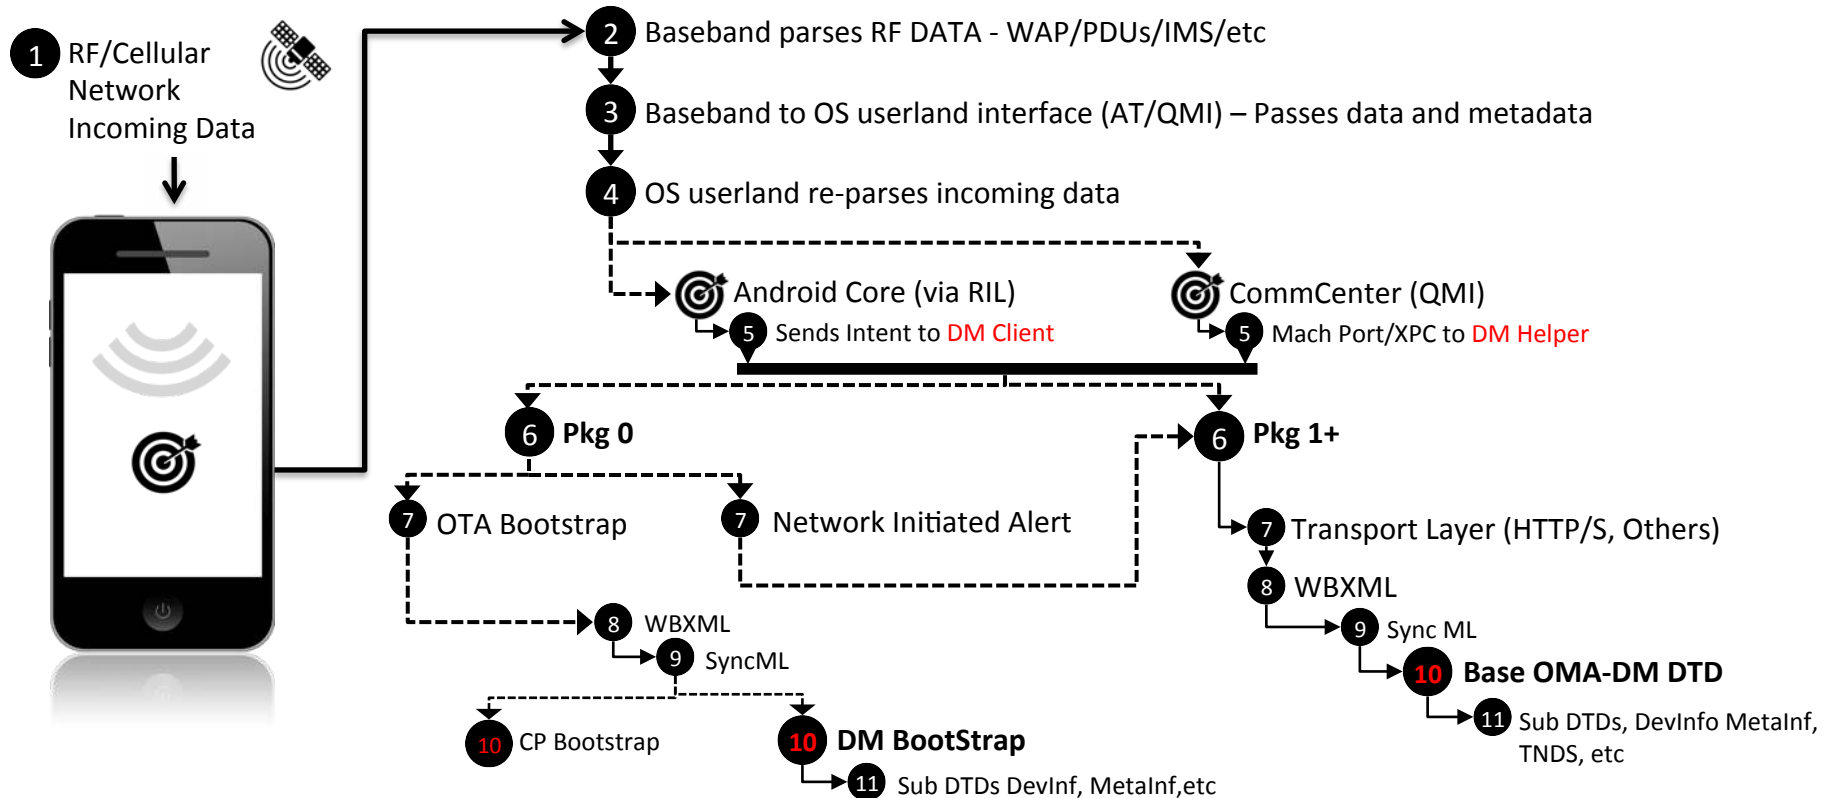 1 RF/Cellular
Network
Incoming Data
2 Baseband parses RF DATA - WAP/PDUs/IMS/etc
3 Baseband to OS userland interface (AT/QMI) – Passes data and metadata
4 OS userland re-parses incoming data
Android Core (via RIL)
CommCenter (QMI)
5 Sends Intent to DM Client
5 Mach Port/XPC to DM Helper
6 Pkg 0
6 Pkg 1+
7 OTA Bootstrap
7 Network Initiated Alert
7 Transport Layer (HTTP/S, Others)
8 WBXML
8 WBXML
9 Sync ML
9 SyncML
10 Base OMA-DM DTD
11 Sub DTDs, DevInfo MetaInf,
TNDS, etc
10 CP Bootstrap
10 DM BootStrap
11 Sub DTDs DevInf, MetaInf,etc